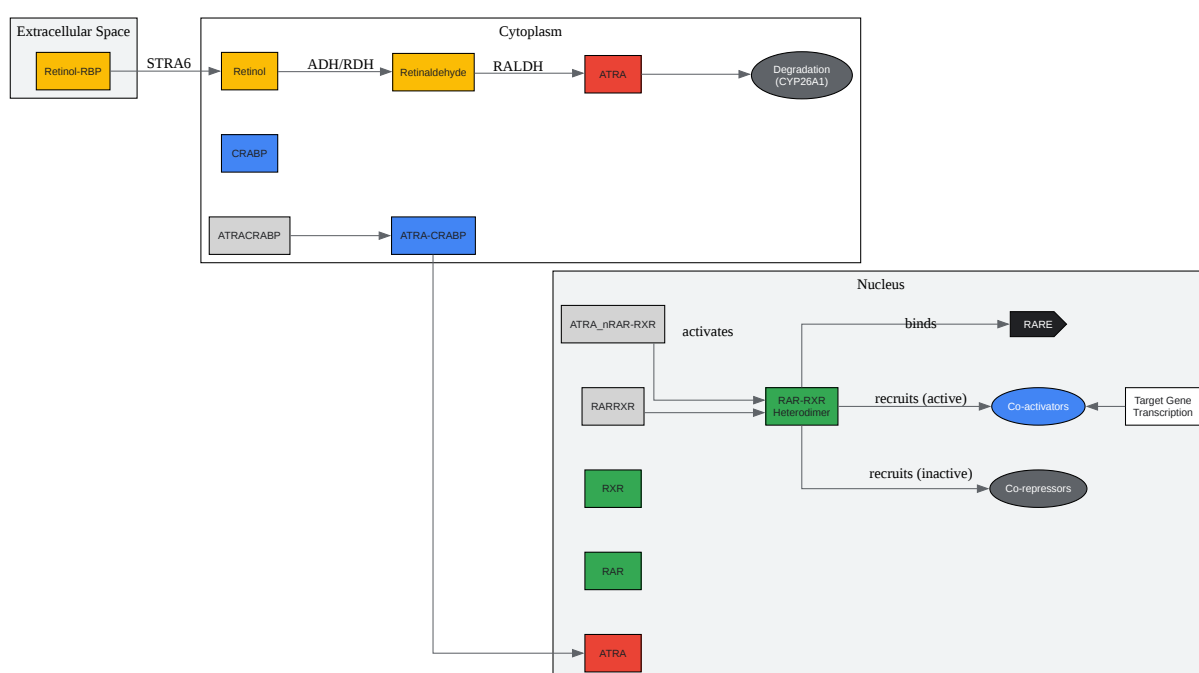 Extracellular Space
Cytoplasm
Retinol-RBP
STRA6
Retinol
ADH/RDH
Retinaldehyde
RALDH
ATRA
Degradation
(CYP26A1)
CRABP
ATRACRABP
ATRA-CRABP
Nucleus
ATRA_nRAR-RXR
activates
binds
RARE
RARRXR
RAR-RXR
Heterodimer
recruits (active)
Co-activators
Target Gene
Transcription
recruits (inactive)
Co-repressors
RXR
RAR
ATRA